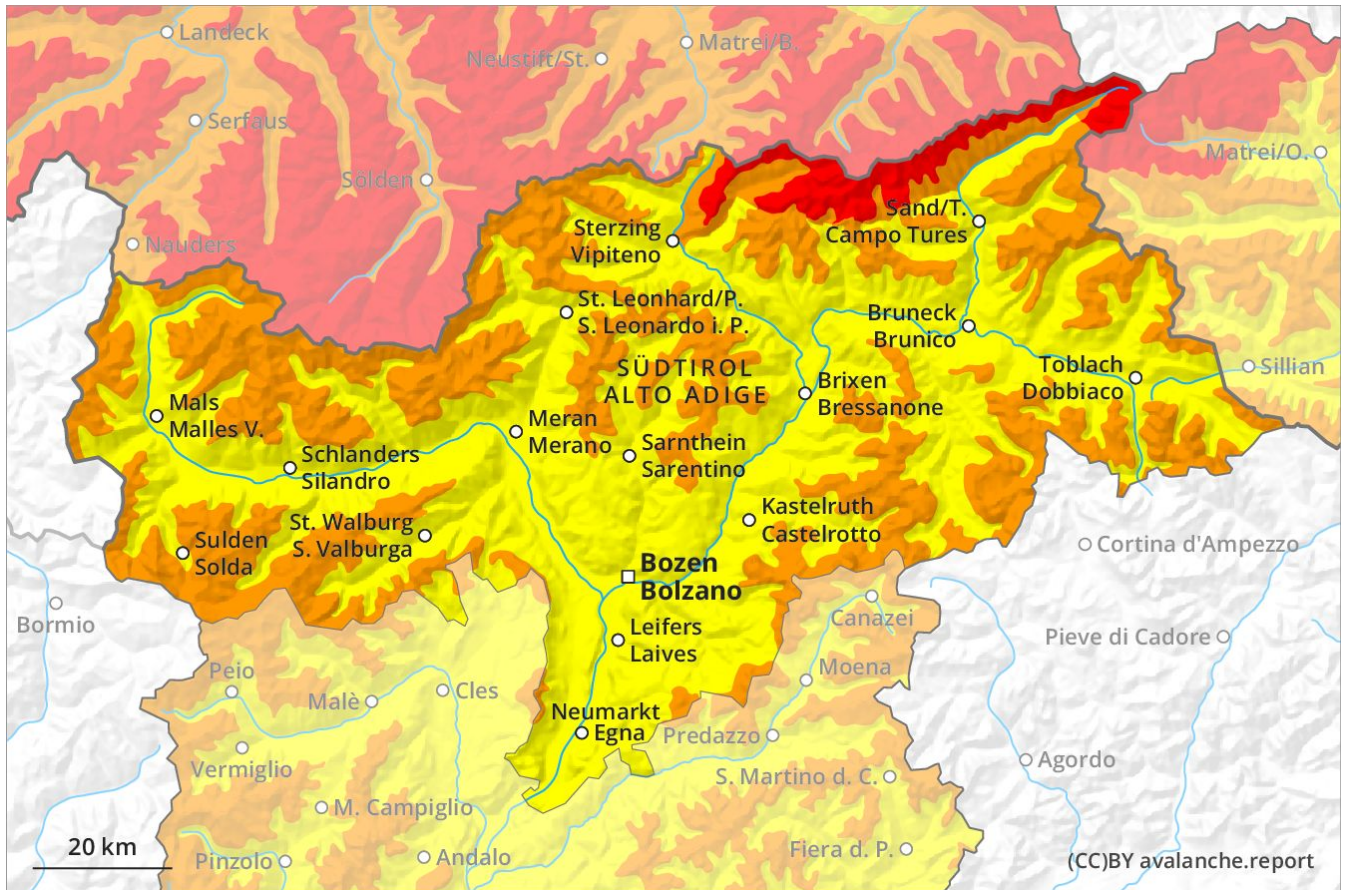 Landeck
Matrei/B.
Neustift/St.
Serfaus
Matrei/O.
Sölden
Sand/T.
Campo Tures
Sterzing
Vipiteno
Nauders
St. Leonhard/P.
S. Leonardo i. P.
Bruneck
Brunico
SÜDTIROL
ALTO ADIGE
Toblach
Dobbiaco
Sillian
Brixen
Bressanone
Mals
Malles V.
Meran
Merano
Sarnthein
Sarentino
Schlanders
Silandro
Kastelruth
Castelrotto
St. Walburg
S. Valburga
Sulden
Solda
Cortina d'Ampezzo
Bozen
Bolzano
Bormio
Canazei
Leifers
Laives
Pieve di Cadore
Peio
Moena
Malè
Cles
Neumarkt
Egna
Predazzo
Agordo
Vermiglio
S. Martino d. C.
M. Campiglio
20 km
Pinzolo
Andalo
Fiera d. P.
(CC)BY avalanche.report